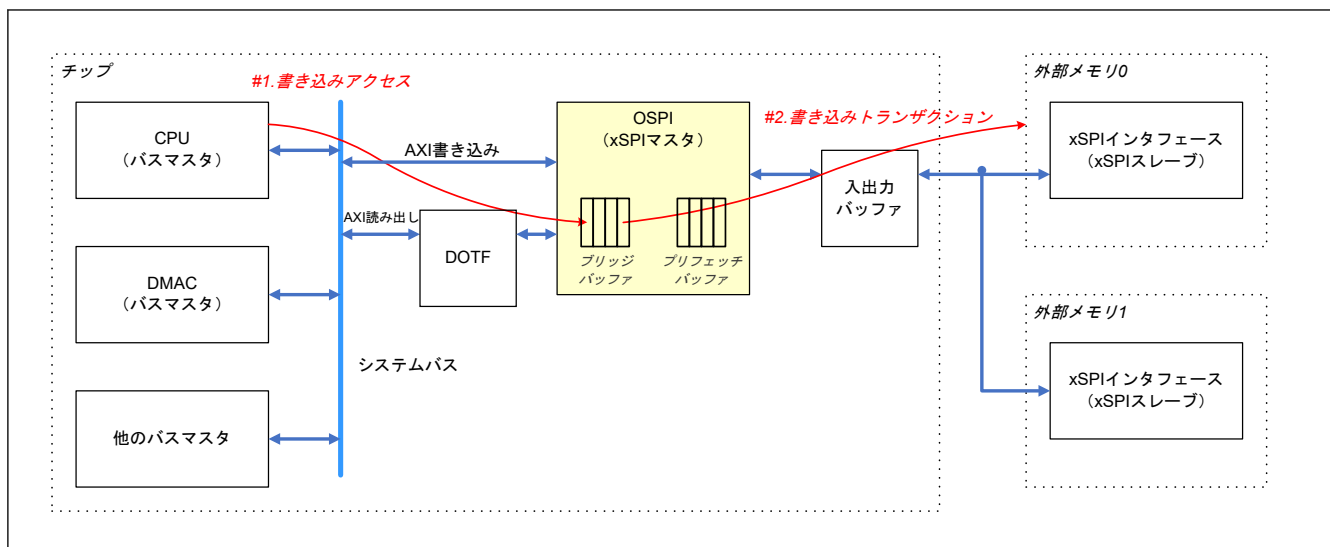 チップ
#1.書き込みアクセス
CPU
（バスマスタ）
AXI書き込み
OSPI
（xSPIマスタ）
#2.書き込みトランザクション
外部メモリ0
xSPIインタフェース
（xSPIスレーブ）
入出力
バッファ
AXI読み出し
DOTF
ブリッジ
バッファ
プリフェッチ
バッファ
DMAC
（バスマスタ）
システムバス
外部メモリ1
xSPIインタフェース
（xSPIスレーブ）
他のバスマスタ